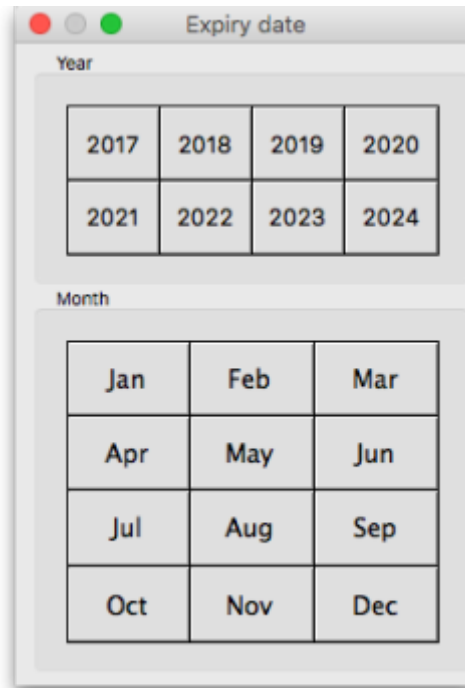 Expiry date
Year
2017 2018 2019 2020
2021 2022 2023 2024
Month
Jan Feb Mar
Apr May Jun
Jul Aug Sep
Oct Nov Dec